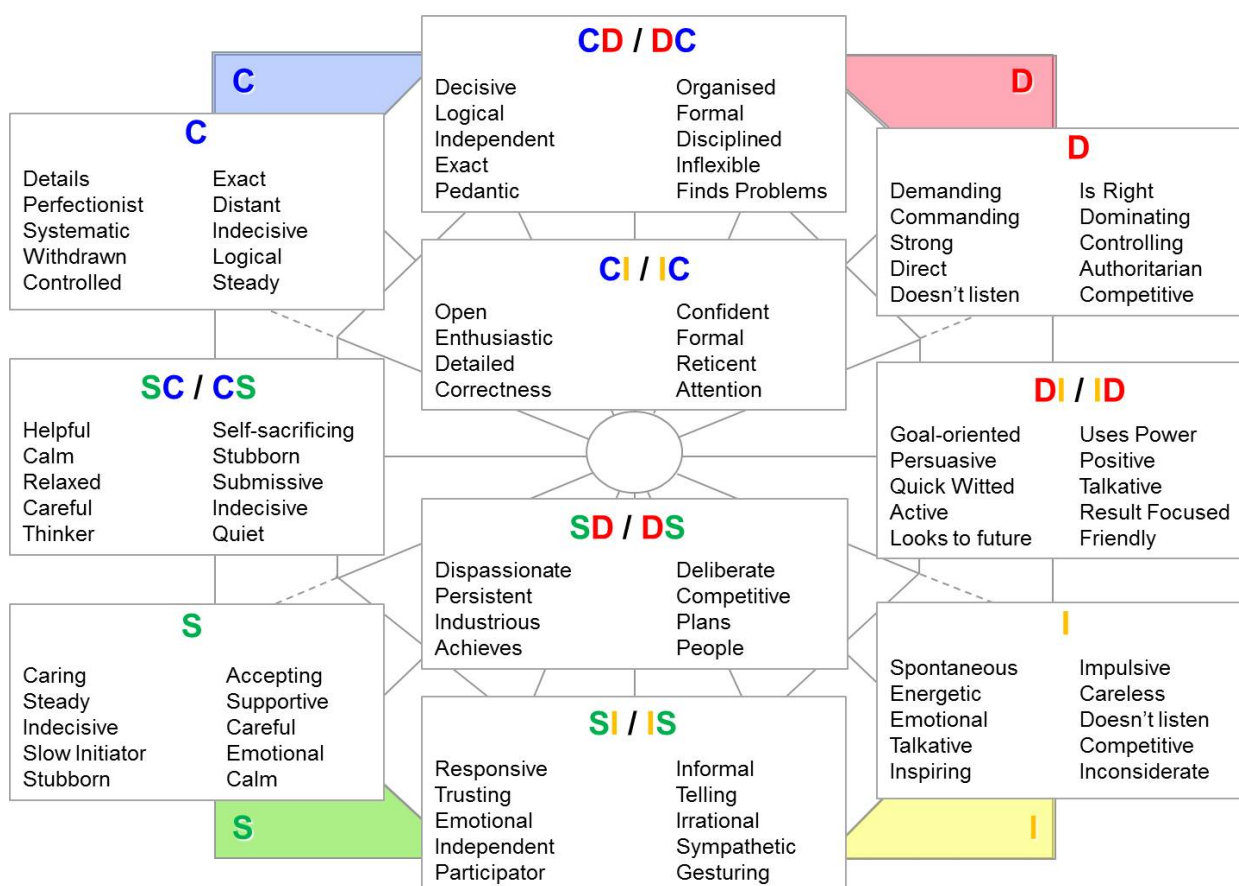 C
D
CD / DC
Decisive Organised
Logical Formal
Independent Disciplined
Exact Inflexible
Pedantic Finds Problems
C
Details Exact
Perfectionist Distant
Systematic Indecisive
Withdrawn Logical
Controlled Steady
D
Demanding Is Right
Commanding Dominating
Strong Controlling
Direct Authoritarian
Doesn't listen Competitive
CI / IC
Open Confident
Enthusiastic Formal
Detailed Reticent
Correctness Attention
SC / CS
Helpful Self-sacrificing
Calm Stubborn
Relaxed Submissive
Careful Indecisive
Thinker Quiet
DI / ID
Goal-oriented Uses Power
Persuasive Positive
Quick Witted Talkative
Active Result Focused
Looks to future Friendly
SD / DS
Dispassionate Deliberate
Persistent Competitive
Industrious Plans
Achieves People
S
Caring Accepting
Steady Supportive
Indecisive Careful
Slow Initiator Emotional
Stubborn Calm
I
Spontaneous Impulsive
Energetic Careless
Emotional Doesn't listen
Talkative Competitive
Inspiring Inconsiderate
SI / IS
Responsive Informal
Trusting Telling
Emotional Irrational
Independent Sympathetic
Participator Gesturing
S
I